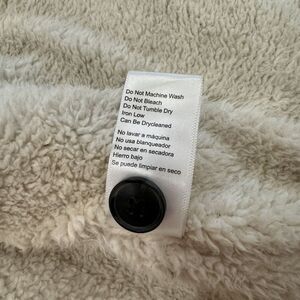 Do Not Machine Wash
Do Not Bleach
Do Not Tumble Dry
Iron Low
Can Be Drycleaned
No lavar a máquina
No usa blanqueador
No secar en secadora
Hierro bajo
Se puede limpiar en seco